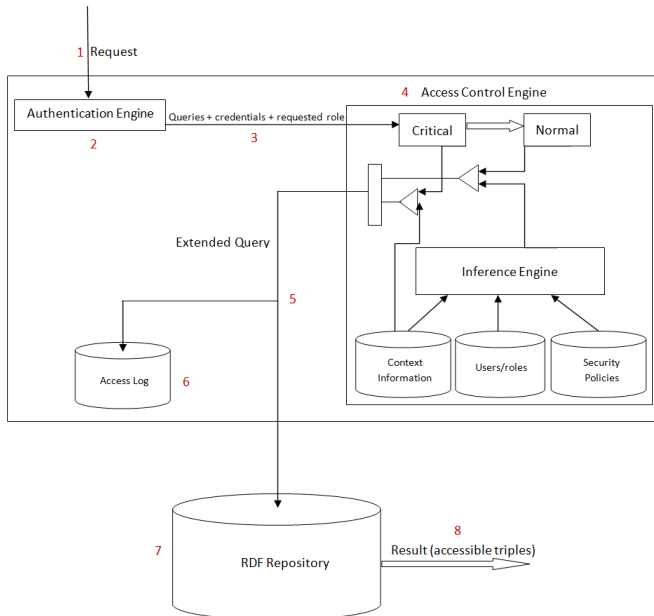 1 Request
4 Access Control Engine
Authentication Engine
Queries + credentials + requested role
Critical
Normal
2
3
Extended Query
Inference Engine
5
Context
Information
Users/roles
Security
Policies
Access Log
6
8
Result (accessible triples)
7
RDF Repository